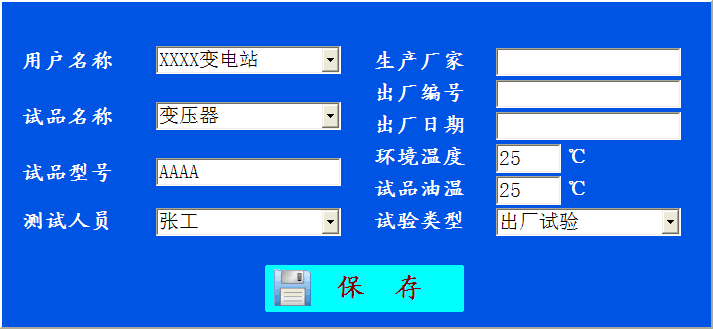 用户名称 XXXX变电站
试品名称 变压器
试品型号 AAAA
测试人员 张工
生产厂家
出厂编号
出厂日期
环境温度 25 ℃
试品油温 25 ℃
试验类型 出厂试验
保 存